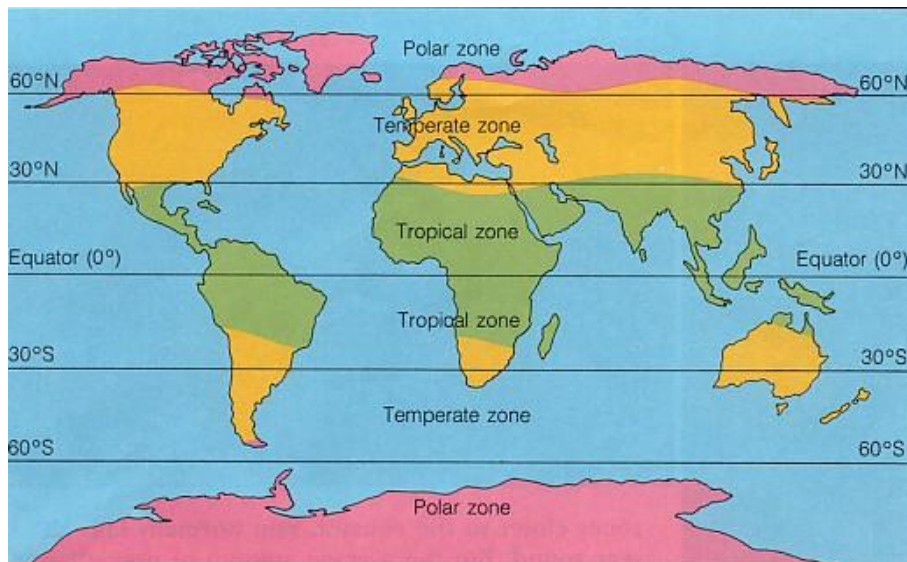 Polar zone
60°N 60°N
Temperate zone
30°N 30°N
Tropical zone
Equator (0°) Equator (0°)
Tropical zone
30°S 30°S
Temperate zone
60°S 60°S
Polar zone